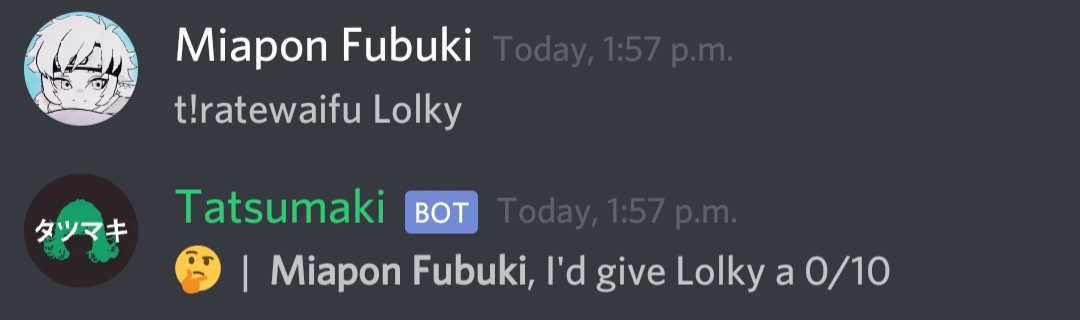 Miapon Fubuki Today, 1:57 p.m.
t!ratewaifu Lolky
タツマキ
Tatsumaki BOT Today, 1:57 p.m.
🤔 | Miapon Fubuki, I'd give Lolky a 0/10